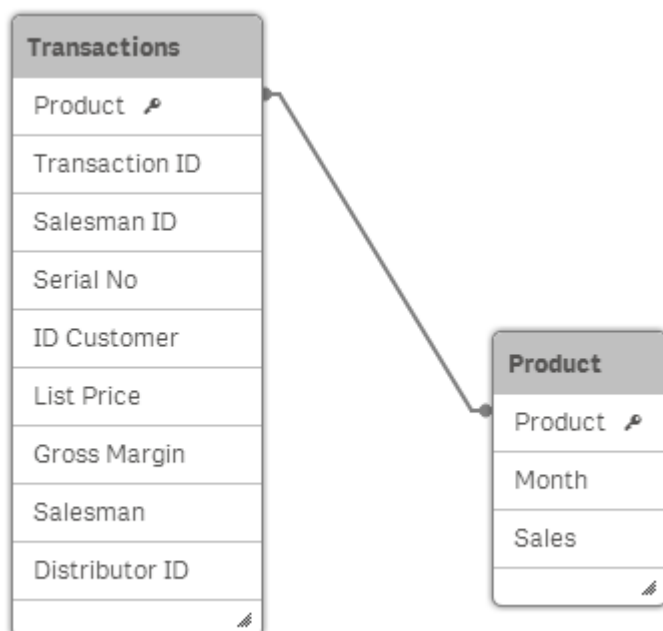 Transactions
Product
Transaction ID
Salesman ID
Serial No
ID Customer
List Price
Gross Margin
Salesman
Distributor ID
Product
Product
Month
Sales